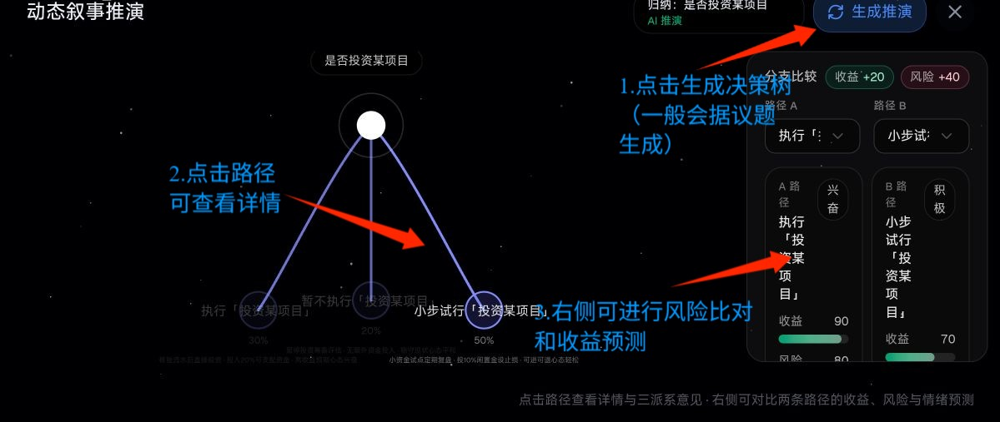 动态叙事推演
归纳：是否投资某项目
AI 推演
生成推演
是否投资某项目
1.点击生成决策树
（一般会据议题
生成）
分支比较
收益 +20
风险 +40
路径 A
路径 B
执行「
小步试行
2.点击路径
可查看详情
A 路
径
兴
奋
执行
「投
资某
项
目」
收益 90
风险 80
B 路
径
积
极
小步
试行
「投
资某
项
目」
收益 70
执行「投资某项目」
暂不执行「投资某项目」
小步试行「投资某项目」
30%
20%
50%
小资金试点定期复盘 · 投10%闲置金设止损 · 可进可退心态轻松
3.右侧可进行风险比对
和收益预测
点击路径查看详情与三派系意见 · 右侧可对比两条路径的收益、风险与情绪预测